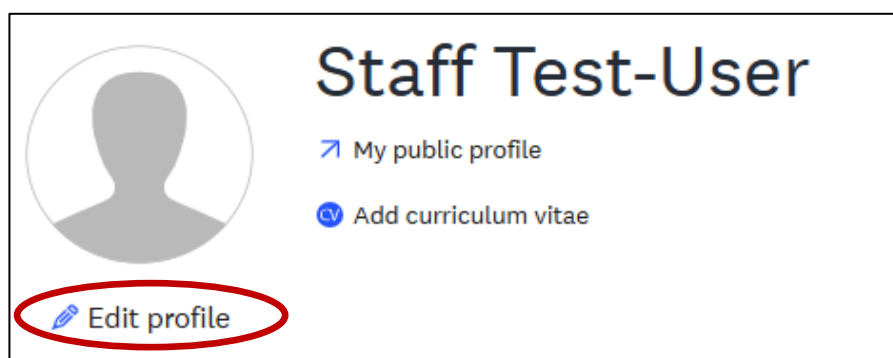 Staff Test-User
My public profile
CV Add curriculum vitae
Edit profile